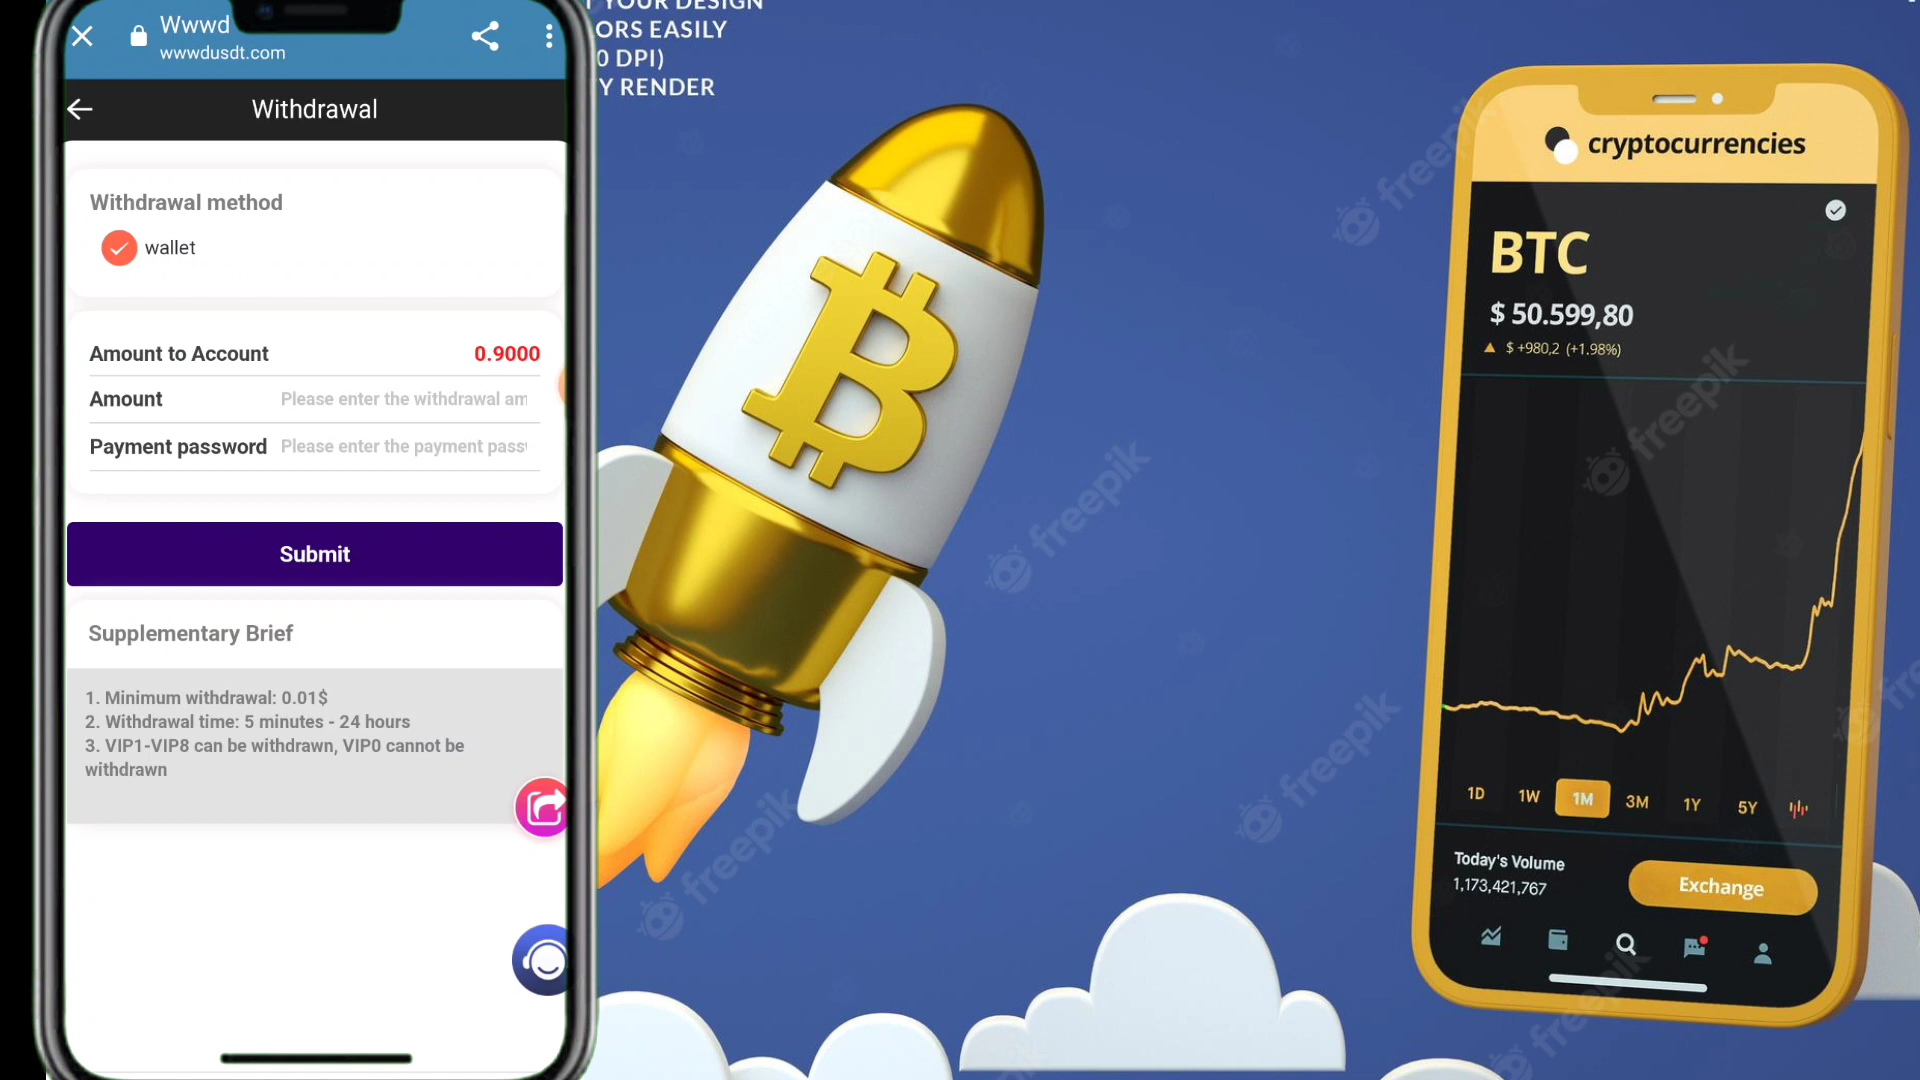 Wwwd
wwwdusdt.com
Withdrawal
Withdrawal method
wallet
Amount to Account 0.9000
Amount Please enter the withdrawal am
Payment password Please enter the payment pass
Submit
Supplementary Brief
1. Minimum withdrawal: 0.01$
2. Withdrawal time: 5 minutes - 24 hours
3. VIP1-VIP8 can be withdrawn, VIP0 cannot be
withdrawn
YOUR DESIGN
ORS EASILY
0 DPI)
Y RENDER
cryptocurrencies
BTC
$ 50.599,80
$ +980,2 (+1.98%)
1D 1W 1M 3M 1Y 5Y
Today's Volume
1,173,421,767
Exchange
freepik
freepik
freepik
freepik
freepik
freepik